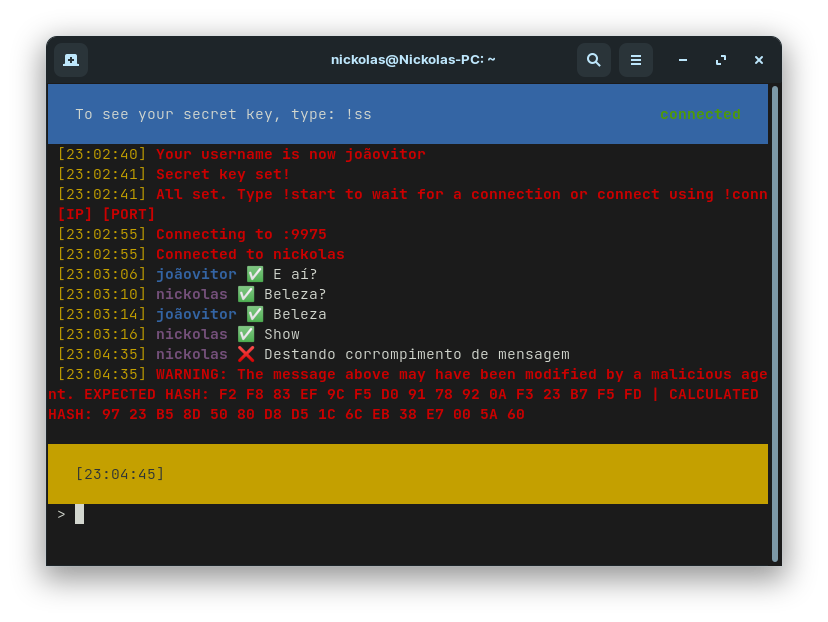 nickolas@Nickolas-PC: ~
To see your secret key, type: !ss connected
[23:02:40] Your username is now joãovitor
[23:02:41] Secret key set!
[23:02:41] All set. Type !start to wait for a connection or connect using !conn
[IP] [PORT]
[23:02:55] Connecting to :9975
[23:02:55] Connected to nickolas
[23:03:06] joãovitor ✅ E aí?
[23:03:10] nickolas ✅ Beleza?
[23:03:14] joãovitor ✅ Beleza
[23:03:16] nickolas ✅ Show
[23:04:35] nickolas ❌ Destando corrompimento de mensagem
[23:04:35] WARNING: The message above may have been modified by a malicious age
nt. EXPECTED HASH: F2 F8 83 EF 9C F5 D0 91 78 92 0A F3 23 B7 F5 FD | CALCULATED
HASH: 97 23 B5 8D 50 80 D8 D5 1C 6C EB 38 E7 00 5A 60
[23:04:45]
>